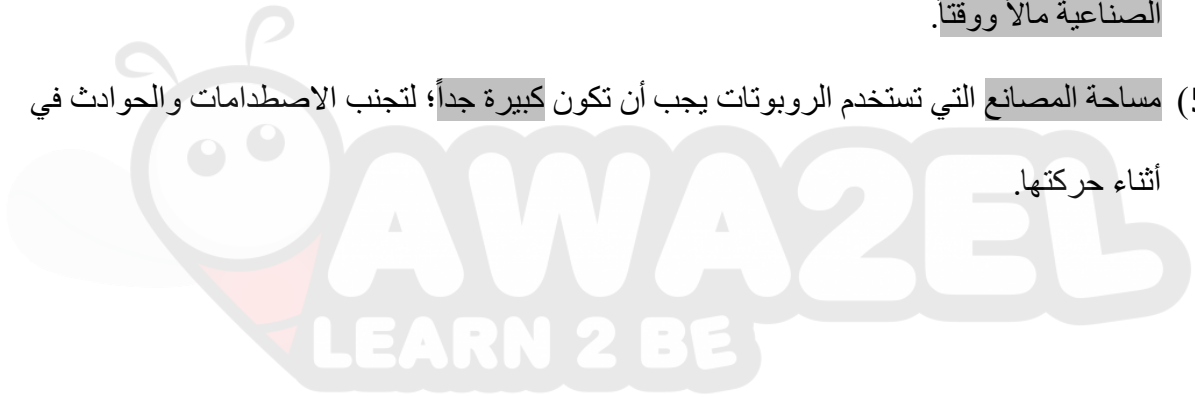 الصناعية مالاً ووقتاً.
5) مساحة المصانع التي تستخدم الروبوتات يجب أن تكون كبيرة جداً؛ لتجنب الاصطدامات والحوادث في
أثناء حركتها.
AWA2EL
LEARN 2 BE